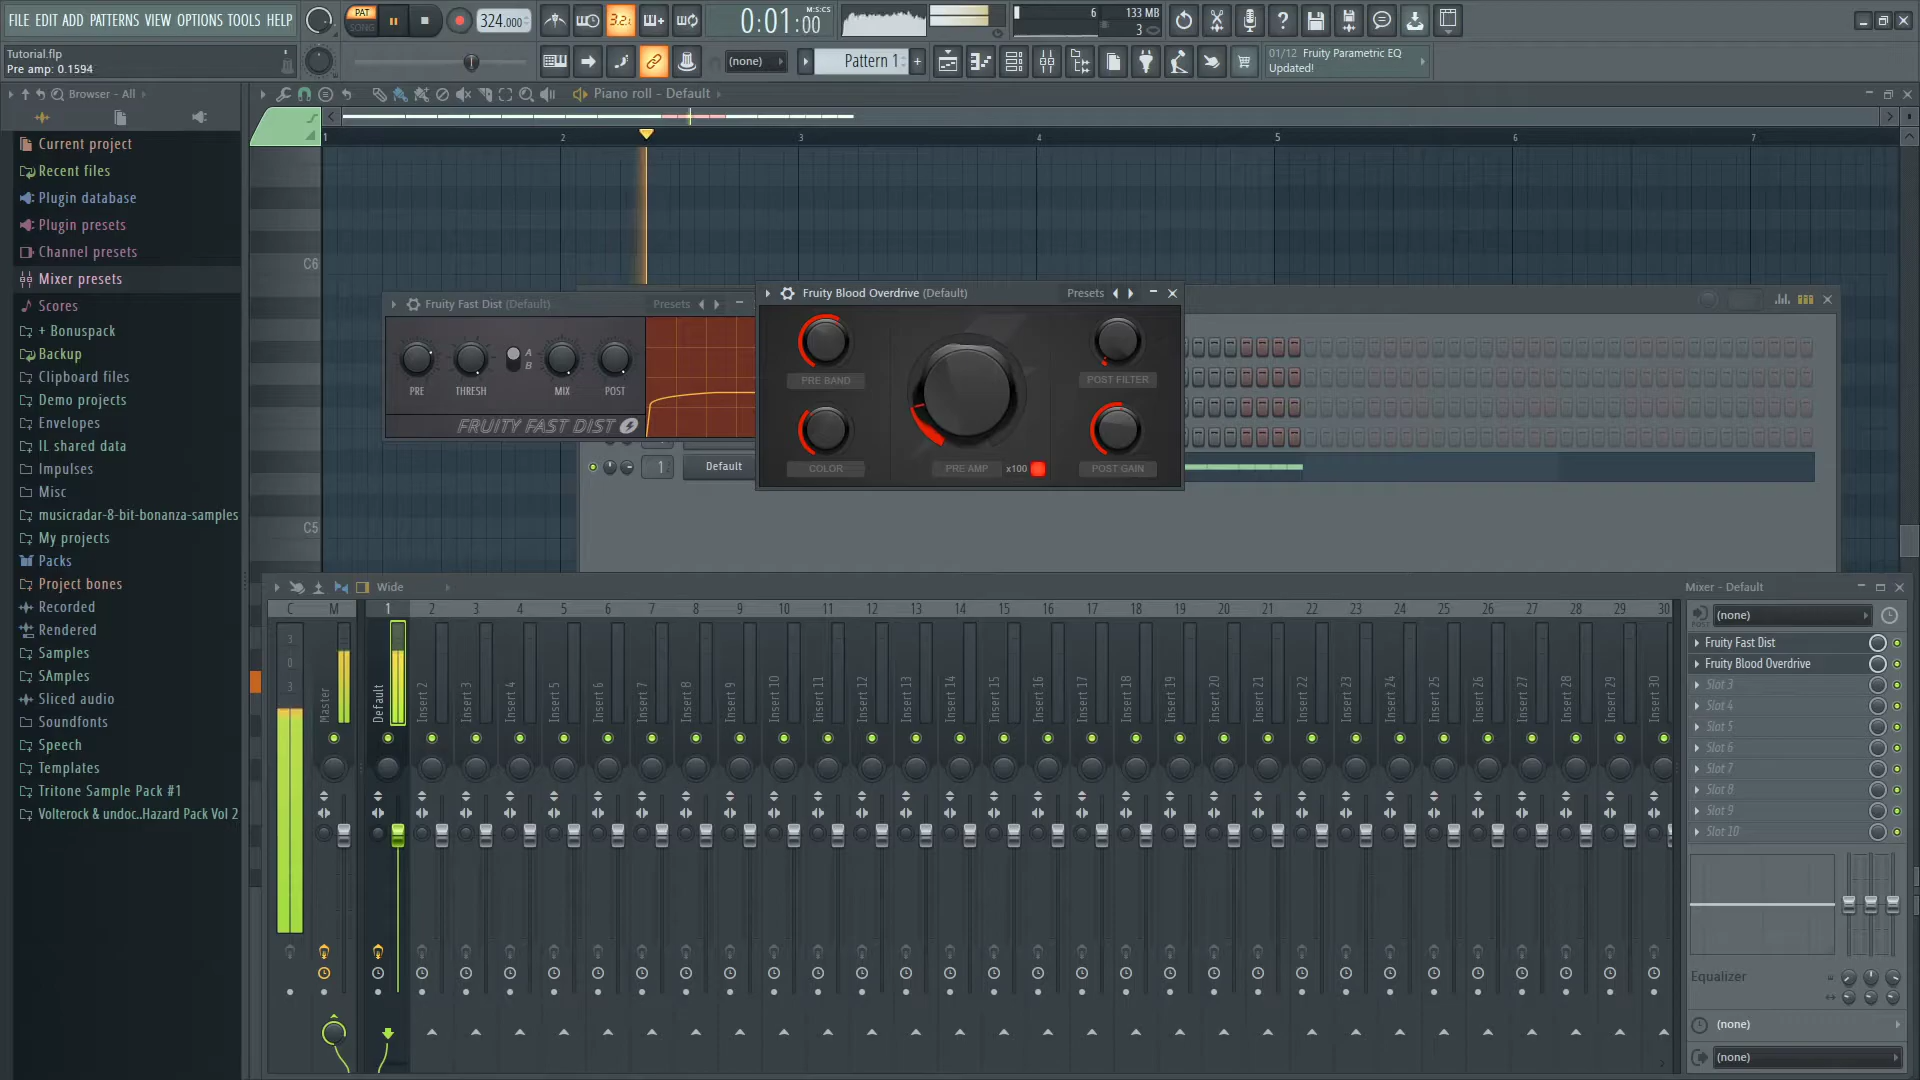 FILE EDIT ADD PATTERNS VIEW OPTIONS TOOLS HELP
PAT
SONG
324.000
3.2.
0:01:00
M:S:CS
6
133 MB
3
Tutorial.flp
Pre amp: 0.1594
(none)
Pattern 1
01/12 Fruity Parametric EQ
Updated!
Browser - All
Piano roll - Default
1 2 3 4 5 6 7
Current project
Recent files
Plugin database
Plugin presets
Channel presets
Mixer presets
Scores
+ Bonuspack
Backup
Clipboard files
Demo projects
Envelopes
IL shared data
Impulses
Misc
musicradar-8-bit-bonanza-samples
My projects
Packs
Project bones
Recorded
Rendered
Samples
SAmples
Sliced audio
Soundfonts
Speech
Templates
Tritone Sample Pack #1
Volterock & undoc..Hazard Pack Vol 2
C6
C5
Fruity Fast Dist (Default)
Presets
PRE THRESH MIX POST
A
B
FRUITY FAST DIST
1 Default
Fruity Blood Overdrive (Default)
Presets
PRE BAND
POST FILTER
COLOR
PRE AMP x100
POST GAIN
Wide
Mixer - Default
C M 1 2 3 4 5 6 7 8 9 10 11 12 13 14 15 16 17 18 19 20 21 22 23 24 25 26 27 28 29 30
3
0
3
Master
Default
Insert 2
Insert 3
Insert 4
Insert 5
Insert 6
Insert 7
Insert 8
Insert 9
Insert 10
Insert 11
Insert 12
Insert 13
Insert 14
Insert 15
Insert 16
Insert 17
Insert 18
Insert 19
Insert 20
Insert 21
Insert 22
Insert 23
Insert 24
Insert 25
Insert 26
Insert 27
Insert 28
Insert 29
Insert 30
POST
(none)
Fruity Fast Dist
Fruity Blood Overdrive
Slot 3
Slot 4
Slot 5
Slot 6
Slot 7
Slot 8
Slot 9
Slot 10
Equalizer
(none)
(none)